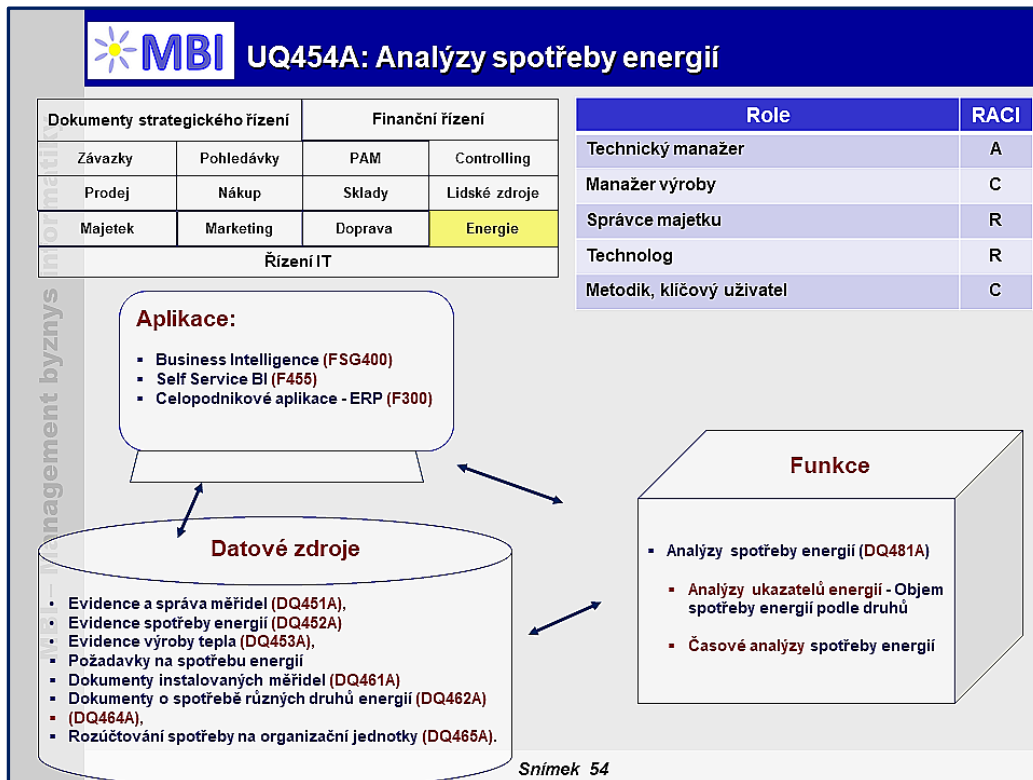 MBI
UQ454A: Analýzy spotřeby energií
MBI – Management byznys informatiky
Dokumenty strategického řízení Finanční řízení
Závazky Pohledávky PAM Controlling
Prodej Nákup Sklady Lidské zdroje
Majetek Marketing Doprava Energie
Řízení IT
Role RACI
Technický manažer A
Manažer výroby C
Správce majetku R
Technolog R
Metodik, klíčový uživatel C
Aplikace:
Business Intelligence (FSG400)
Self Service BI (F455)
Celopodnikové aplikace - ERP (F300)
Funkce
Analýzy spotřeby energií (DQ481A)
Analýzy ukazatelů energií - Objem
spotřeby energií podle druhů
Časové analýzy spotřeby energií
Datové zdroje
Evidence a správa měřidel (DQ451A),
Evidence spotřeby energií (DQ452A)
Evidence výroby tepla (DQ453A),
Požadavky na spotřebu energií
Dokumenty instalovaných měřidel (DQ461A)
Dokumenty o spotřebě různých druhů energií (DQ462A)
(DQ464A),
Rozúčtování spotřeby na organizační jednotky (DQ465A).
Snímek 54